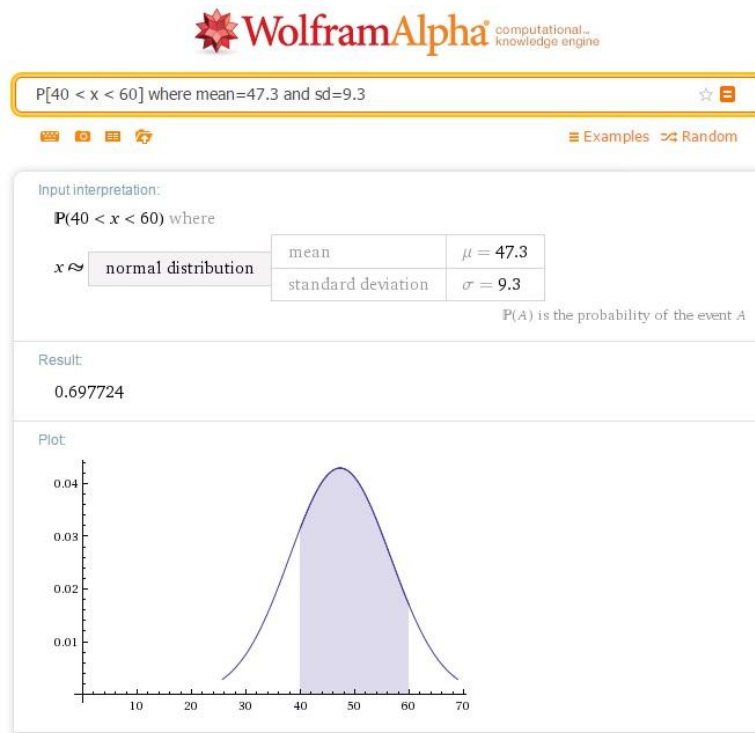 WolframAlpha® computational... knowledge engine
P[40 < x < 60] where mean=47.3 and sd=9.3
Examples Random
Input interpretation:
ℙ(40 < x < 60) where
x ≈ normal distribution
mean μ = 47.3
standard deviation σ = 9.3
ℙ(A) is the probability of the event A
Result:
0.697724
Plot:
0.04
0.03
0.02
0.01
10 20 30 40 50 60 70